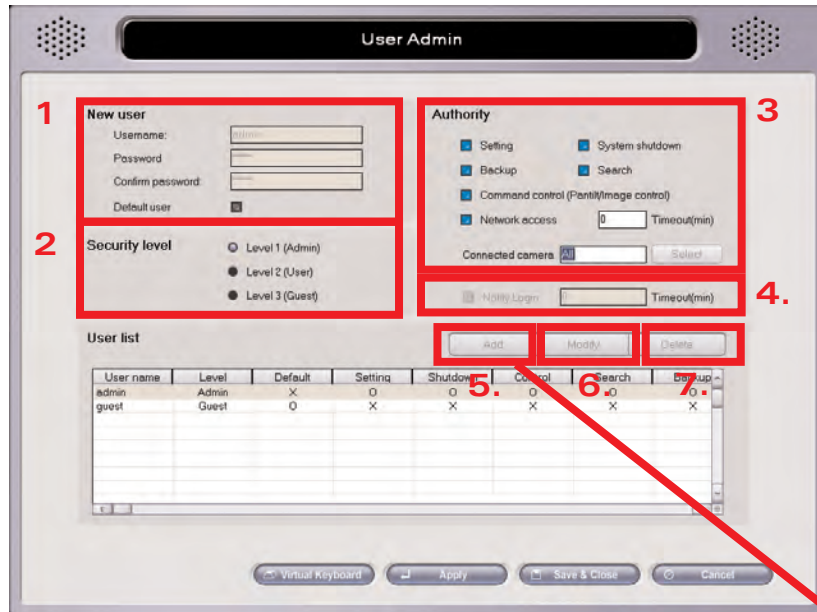 User Admin
1
New user
Username:
admin
Password
Confirm password:
Default user
2
Security level
Level 1 (Admin)
Level 2 (User)
Level 3 (Guest)
3
Authority
Setting
System shutdown
Backup
Search
Command control (Pantilt/Image control)
Network access
0
Timeout(min)
Connected camera
All
Select
4.
Notify Login
Timeout(min)
User list
Add
Modify
Delete
5.
6.
7.
User name Level Default Setting Shutdown Control Search Backup
admin Admin X O O O O O
guest Guest O X X X X X
Virtual Keyboard
Apply
Save & Close
Cancel